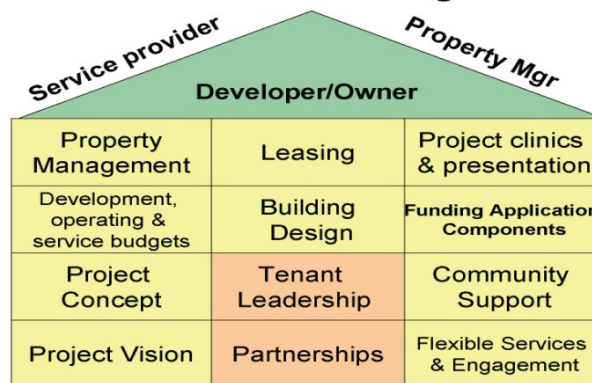 Service provider
Property Mgr
Developer/Owner
Property
Management
Leasing
Project clinics
& presentation
Development,
operating &
service budgets
Building
Design
Funding Application
Components
Project
Concept
Tenant
Leadership
Community
Support
Project Vision
Partnerships
Flexible Services
& Engagement